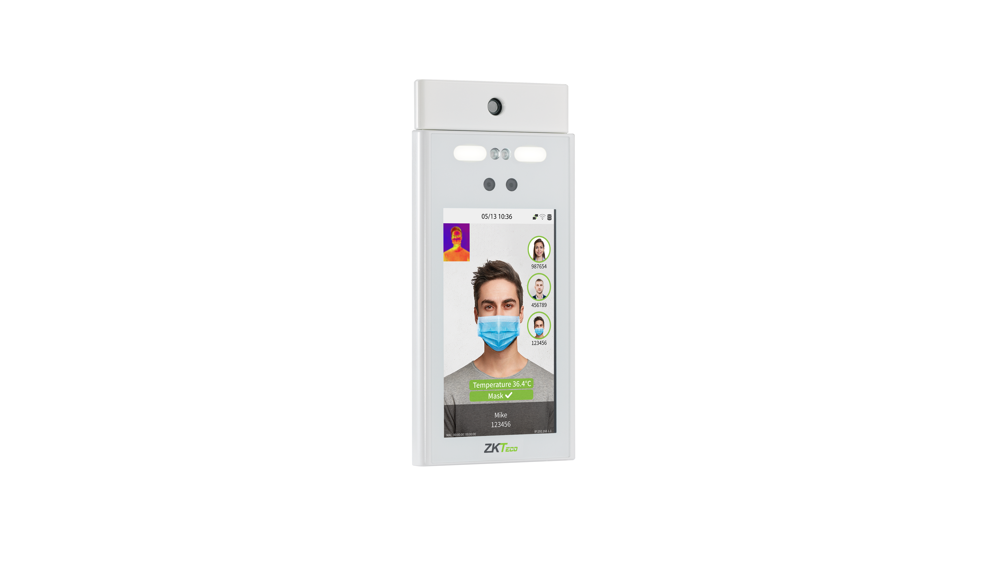 05/13 10:36
987654
456789
123456
Temperature 36.4°C
Mask
Mike
123456
MAC:00:00:00:00:00:00
IP:192.168.1.1
ZKTECO